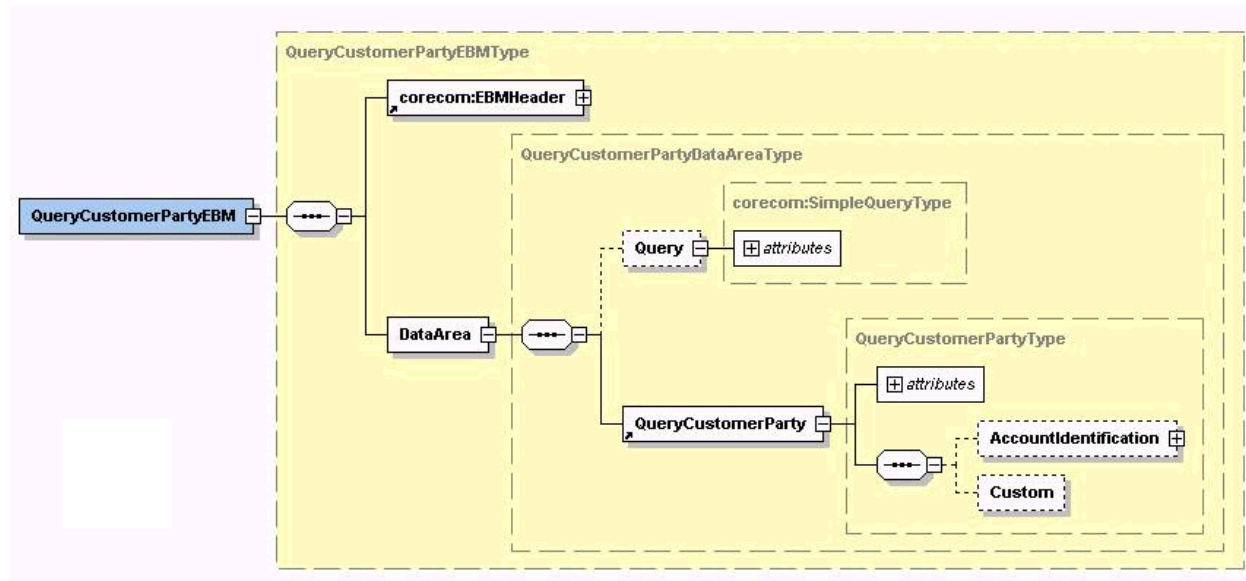 QueryCustomerPartyEBMType
corecom:EBMHeader
QueryCustomerPartyDataAreaType
corecom:SimpleQueryType
QueryCustomerPartyEBM
Query
attributes
DataArea
QueryCustomerPartyType
attributes
QueryCustomerParty
AccountIdentification
Custom